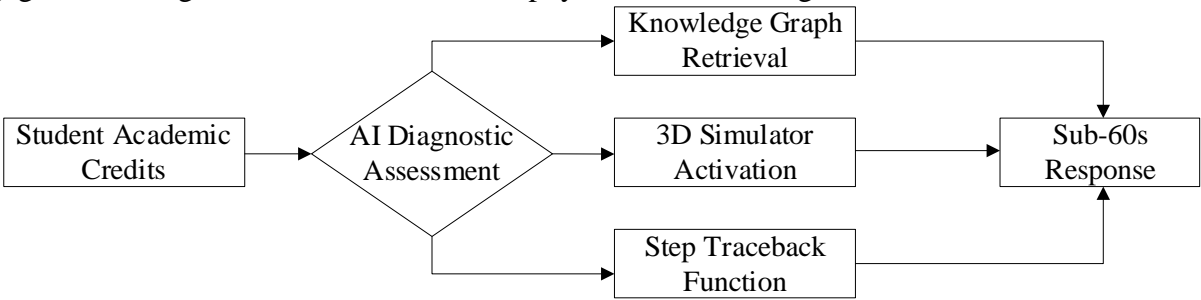 Knowledge Graph
Retrieval
Student Academic
Credits
AI Diagnostic
Assessment
3D Simulator
Activation
Sub-60s
Response
Step Traceback
Function